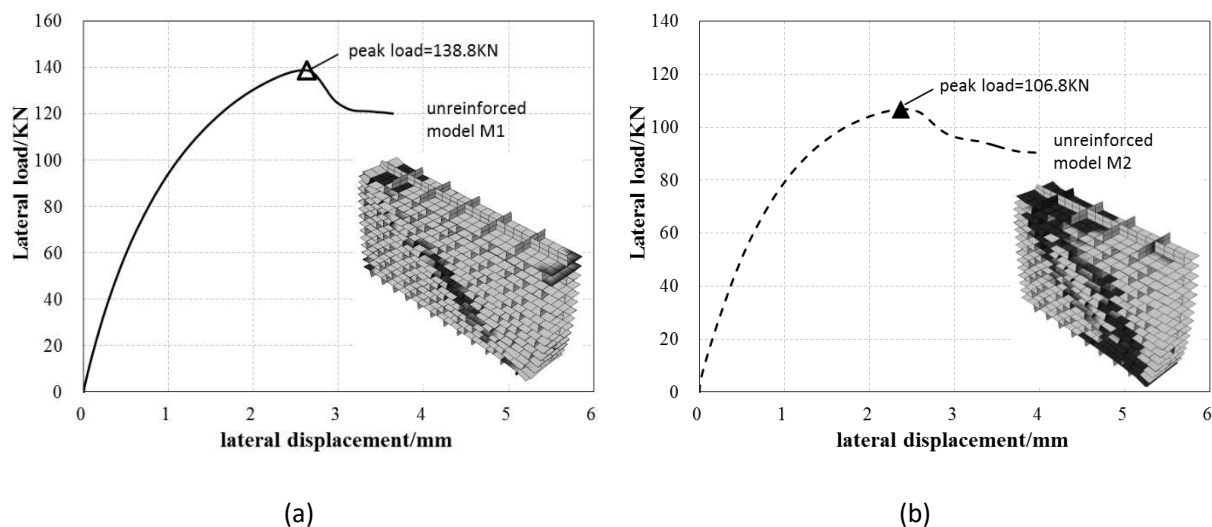 160
140
120
100
80
60
40
20
0
Lateral load/KN
peak load=138.8KN
unreinforced
model M1
0 1 2 3 4 5 6
lateral displacement/mm
(a)
140
120
100
80
60
40
20
0
Lateral load/KN
peak load=106.8KN
unreinforced
model M2
0 1 2 3 4 5 6
lateral displacement/mm
(b)